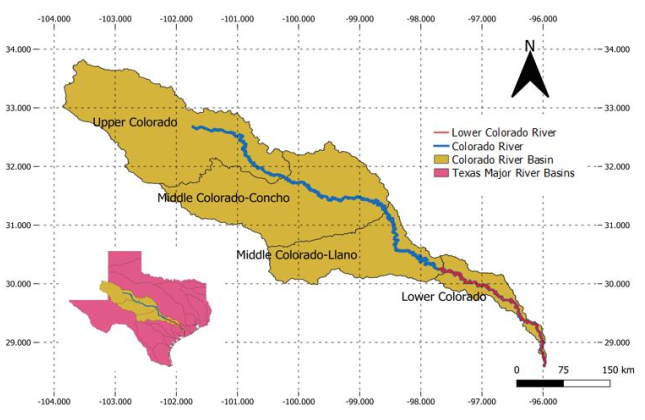 -104.000 -103.000 -102.000 -101.000 -100.000 -99.000 -98.000 -97.000 -96.000
34.000 34.000
N
33.000 33.000
Upper Colorado
Lower Colorado River
Colorado River
Colorado River Basin
Texas Major River Basins
32.000 32.000
Middle Colorado-Concho
31.000 31.000
Middle Colorado-Llano
30.000 30.000
Lower Colorado
29.000 29.000
0 75 150 km
-104.000 -103.000 -102.000 -101.000 -100.000 -99.000 -98.000 -97.000 -96.000